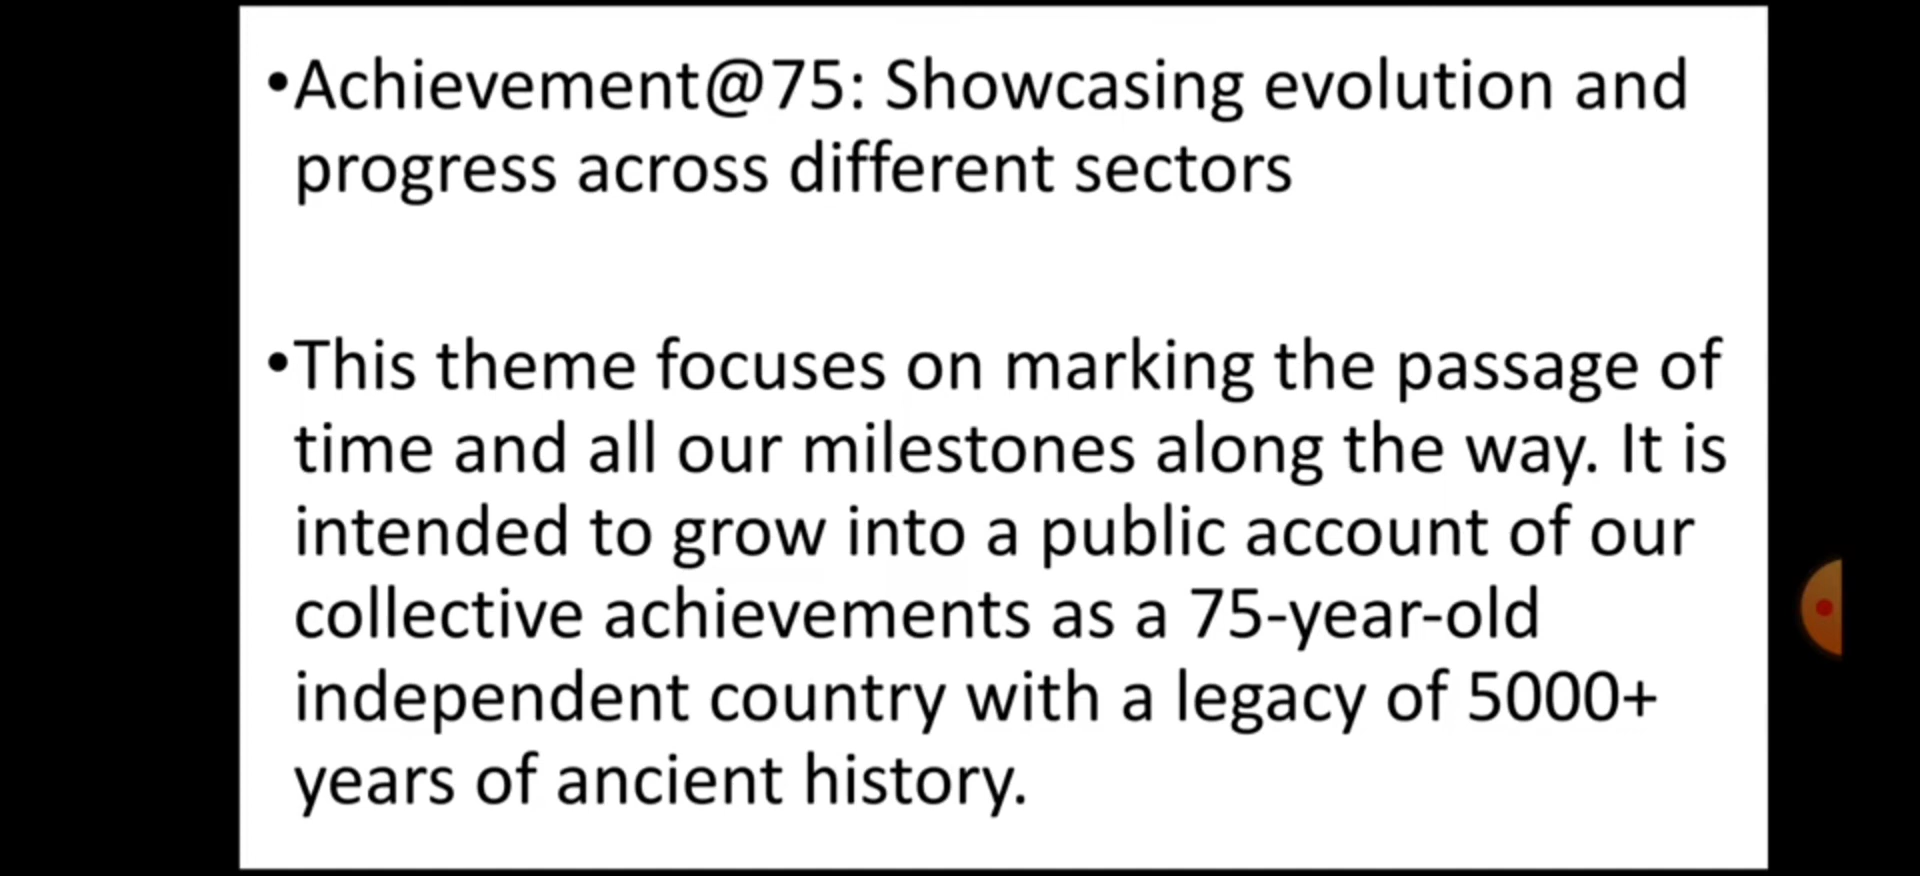 •Achievement@75: Showcasing evolution and
progress across different sectors
•This theme focuses on marking the passage of
time and all our milestones along the way. It is
intended to grow into a public account of our
collective achievements as a 75-year-old
independent country with a legacy of 5000+
years of ancient history.